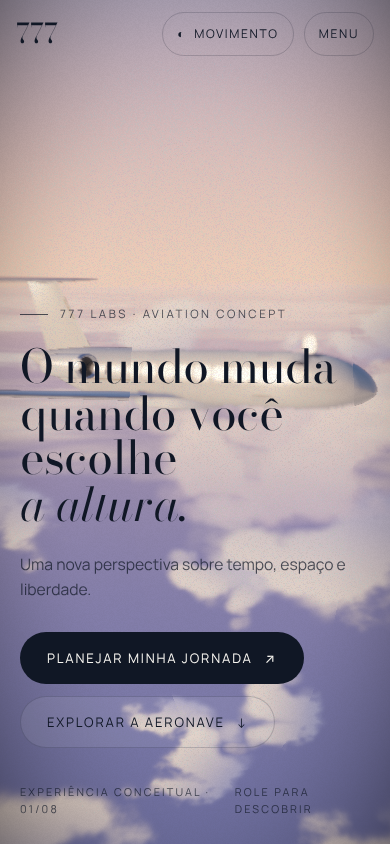 777
MOVIMENTO
MENU
777 LABS · AVIATION CONCEPT
O mundo muda
quando você
escolhe
a altura.
Uma nova perspectiva sobre tempo, espaço e
liberdade.
PLANEJAR MINHA JORNADA ↗
EXPLORAR A AERONAVE ↓
EXPERIÊNCIA CONCEITUAL ·
01/08
ROLE PARA
DESCOBRIR